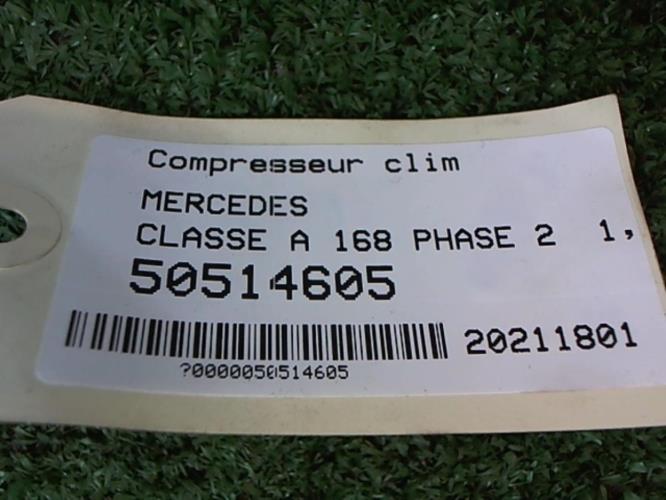 Compresseur clim
MERCEDES
CLASSE A 168 PHASE 2 1,
50514605
20211801
?0000050514605